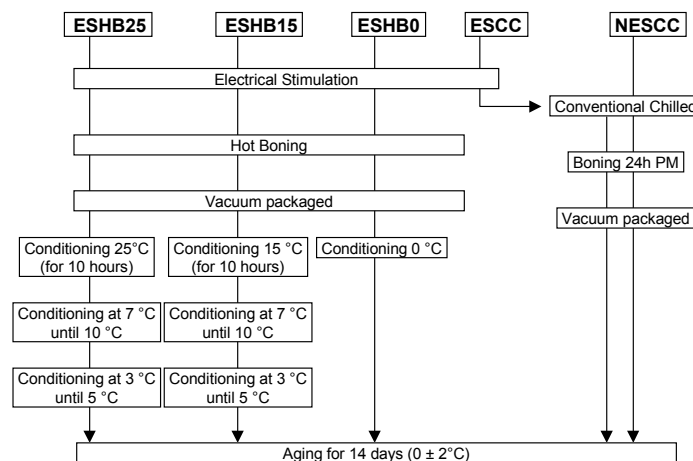 ESHB25 ESHB15 ESHB0 ESCC NESCC
Electrical Stimulation
Conventional Chilled
Hot Boning
Boning 24h PM
Vacuum packaged
Vacuum packaged
Conditioning 25°C
(for 10 hours)
Conditioning 15 °C
(for 10 hours)
Conditioning 0 °C
Conditioning at 7 °C
until 10 °C
Conditioning at 7 °C
until 10 °C
Conditioning at 3 °C
until 5 °C
Conditioning at 3 °C
until 5 °C
Aging for 14 days (0 ± 2°C)